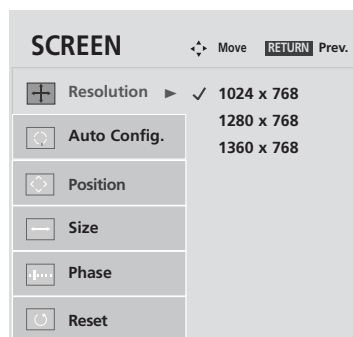 SCREEN Move RETURN Prev.
Resolution ► ✓ 1024 x 768
1280 x 768
Auto Config.
1360 x 768
Position
Size
Phase
Reset